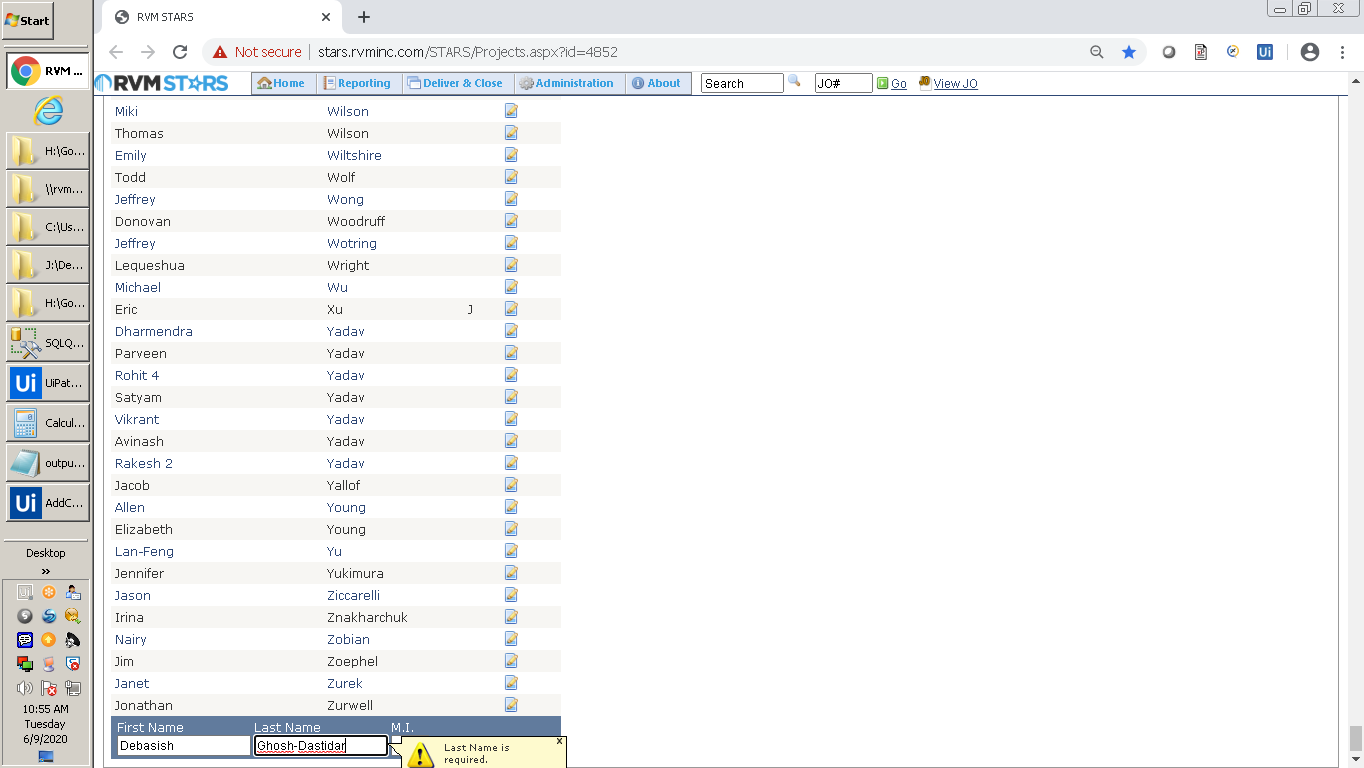 Start
RVM STARS
Not secure stars.rvminc.com/STARS/Projects.aspx?id=4852
RVM ...
RVM STARS Home Reporting Deliver & Close Administration About Search JO# Go View JO
H:\Go...
\\rvm...
C:\Us...
J:\De...
H:\Go...
SQLQ...
UiPat...
Calcul...
outpu...
AddC...
Desktop
»
10:55 AM
Tuesday
6/9/2020
Miki Wilson
Thomas Wilson
Emily Wiltshire
Todd Wolf
Jeffrey Wong
Donovan Woodruff
Jeffrey Wotring
Lequeshua Wright
Michael Wu
Eric Xu J
Dharmendra Yadav
Parveen Yadav
Rohit 4 Yadav
Satyam Yadav
Vikrant Yadav
Avinash Yadav
Rakesh 2 Yadav
Jacob Yallof
Allen Young
Elizabeth Young
Lan-Feng Yu
Jennifer Yukimura
Jason Ziccarelli
Irina Znakharchuk
Nairy Zobian
Jim Zoephel
Janet Zurek
Jonathan Zurwell
First Name Last Name M.I.
Debasish Ghosh-Dastidar
Last Name is
required.
x